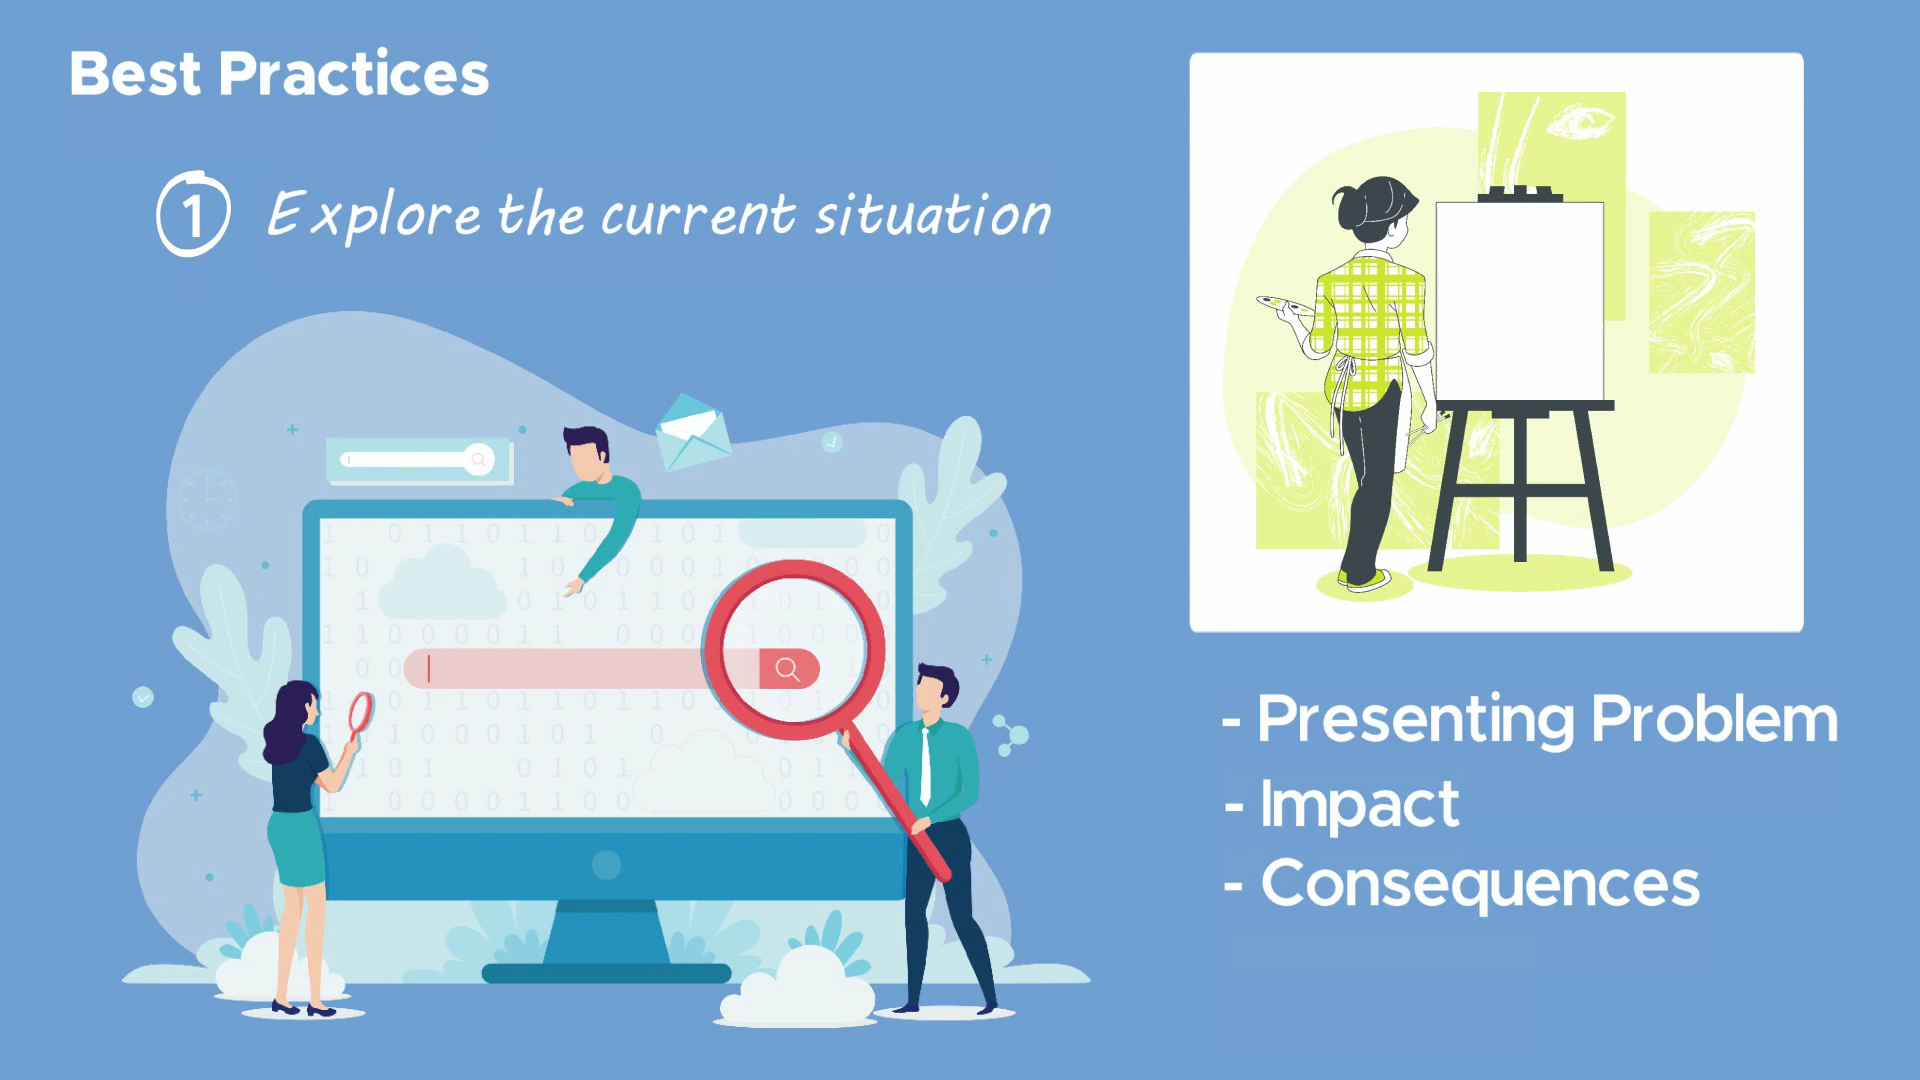 Best Practices
1 Explore the current situation
- Presenting Problem
- Impact
- Consequences